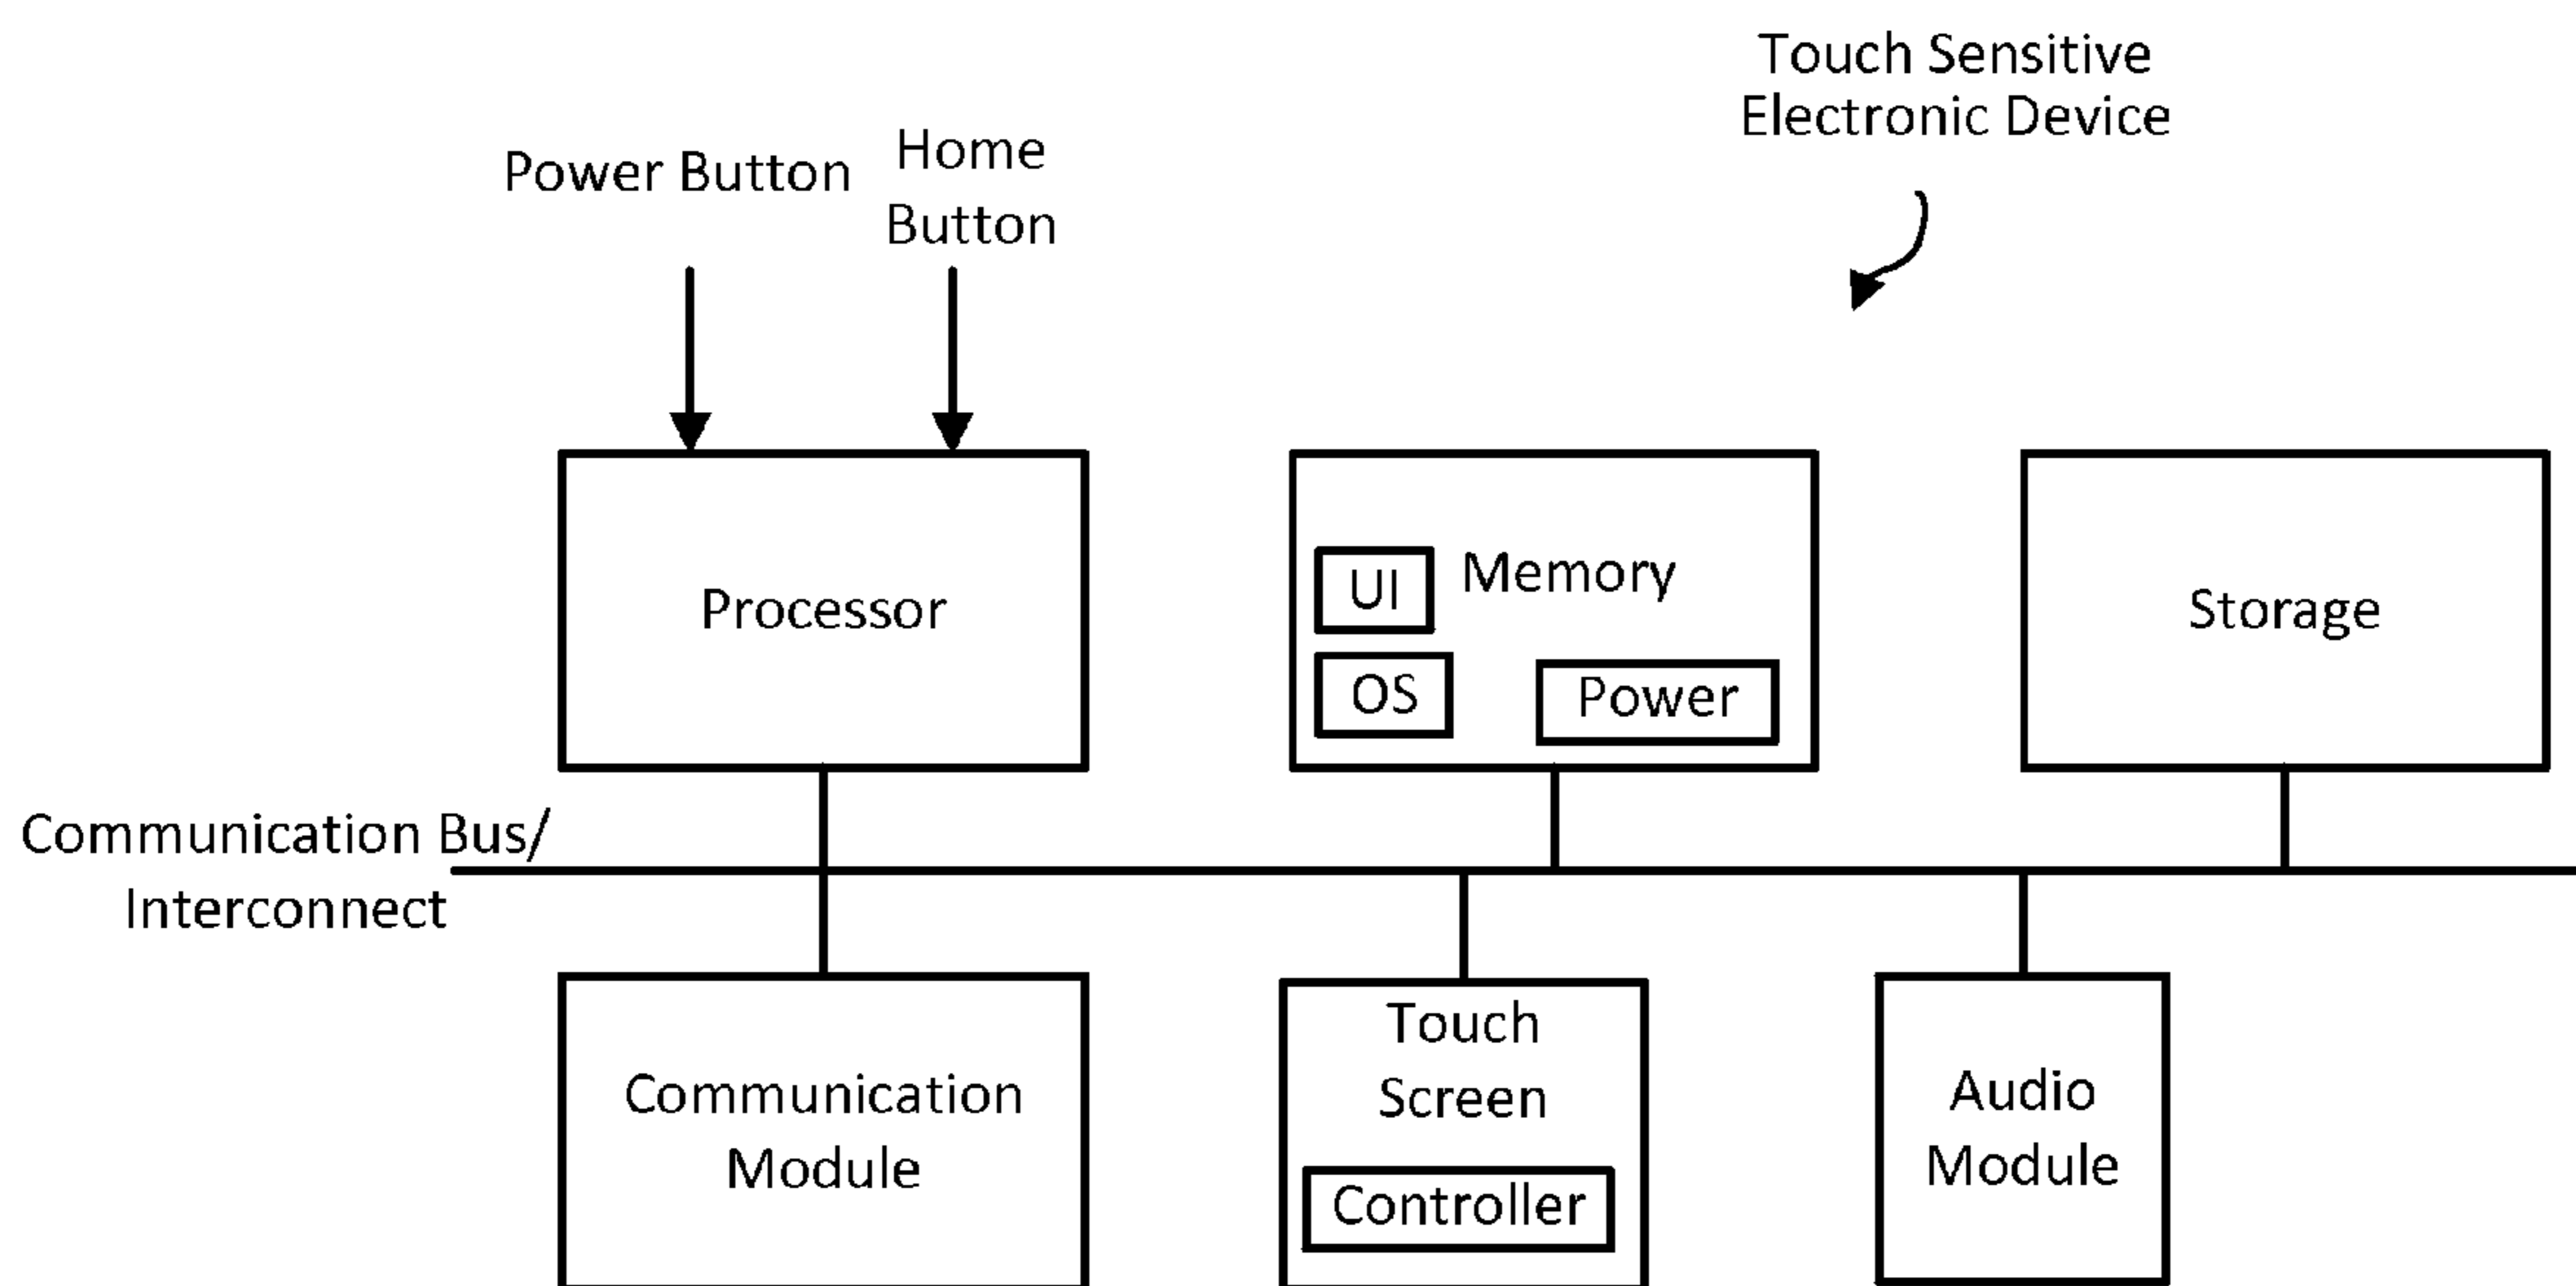 Touch Sensitive
Electronic Device
Power Button
Home
Button
Processor
UI
Memory
OS
Power
Storage
Communication Bus/
Interconnect
Communication
Module
Touch
Screen
Controller
Audio
Module